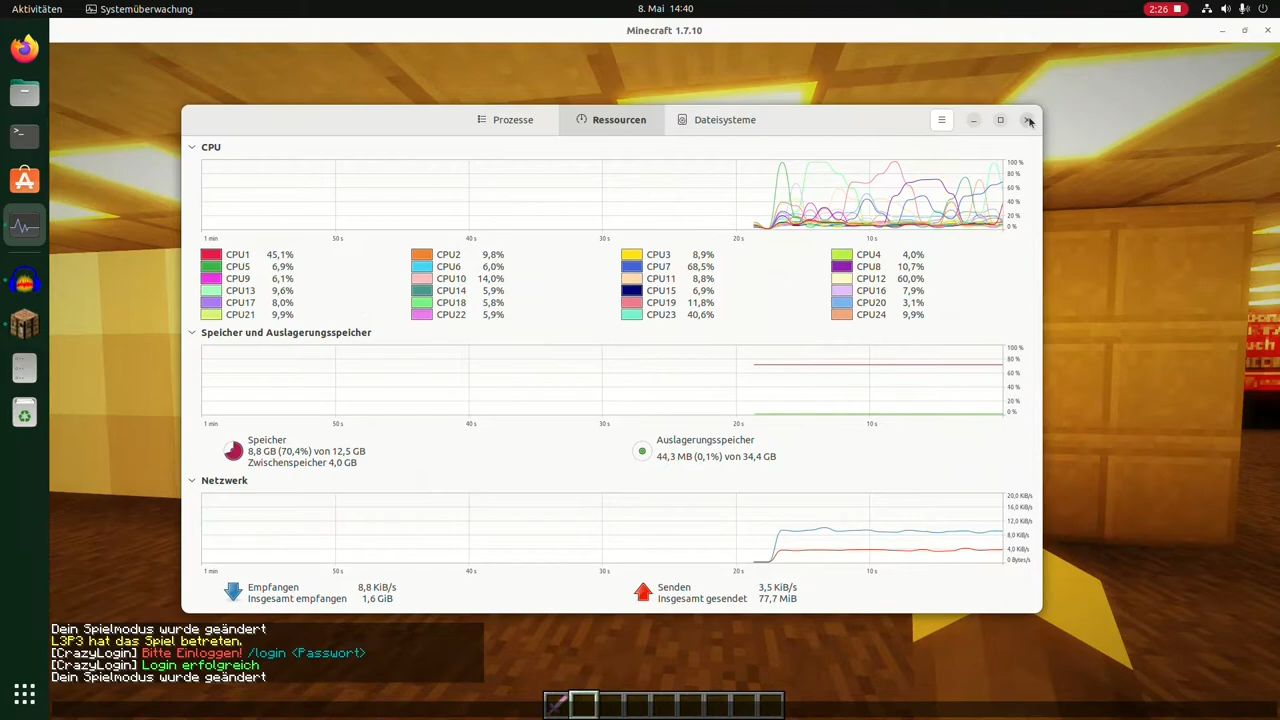 Aktivitäten Systemüberwachung 8. Mai 14:40 2:26
Minecraft 1.7.10
Prozesse Ressourcen Dateisysteme
CPU
100 %
80 %
60 %
40 %
20 %
0 %
1 min 50 s 40 s 30 s 20 s 10 s
CPU1 45,1% CPU2 9,8% CPU3 8,9% CPU4 4,0%
CPU5 6,9% CPU6 6,0% CPU7 68,5% CPU8 10,7%
CPU9 6,1% CPU10 14,0% CPU11 8,8% CPU12 60,0%
CPU13 9,6% CPU14 5,9% CPU15 6,9% CPU16 7,9%
CPU17 8,0% CPU18 5,8% CPU19 11,8% CPU20 3,1%
CPU21 9,9% CPU22 5,9% CPU23 40,6% CPU24 9,9%
Speicher und Auslagerungsspeicher
100 %
80 %
60 %
40 %
20 %
0 %
1 min 50 s 40 s 30 s 20 s 10 s
Speicher
8,8 GB (70,4%) von 12,5 GB
Zwischenspeicher 4,0 GB
Auslagerungsspeicher
44,3 MB (0,1%) von 34,4 GB
Netzwerk
20,0 KiB/s
16,0 KiB/s
12,0 KiB/s
8,0 KiB/s
4,0 KiB/s
0 Bytes/s
1 min 50 s 40 s 30 s 20 s 10 s
Empfangen 8,8 KiB/s
Insgesamt empfangen 1,6 GiB
Senden 3,5 KiB/s
Insgesamt gesendet 77,7 MiB
Dein Spielmodus wurde geändert
L3P3 hat das Spiel betreten.
[CrazyLogin] Bitte Einloggen! /login <Passwort>
[CrazyLogin] Login erfolgreich
Dein Spielmodus wurde geändert